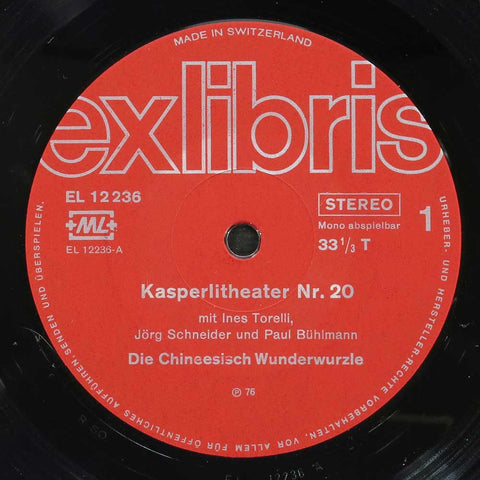 MADE IN SWITZERLAND
exlibris
EL 12 236
ML
EL 12236-A
STEREO
Mono abspielbar
33 1/3 T
1
Kasperlitheater Nr. 20
mit Ines Torelli,
Jörg Schneider und Paul Bühlmann
Die Chineesisch Wunderwurzle
Ⓟ 76
URHEBER- UND HERSTELLER-RECHTE VORBEHALTEN. VOR ALLEM FÜR ÖFFENTLICHES AUFFÜHREN, SENDEN UND ÜBERSPIELEN.